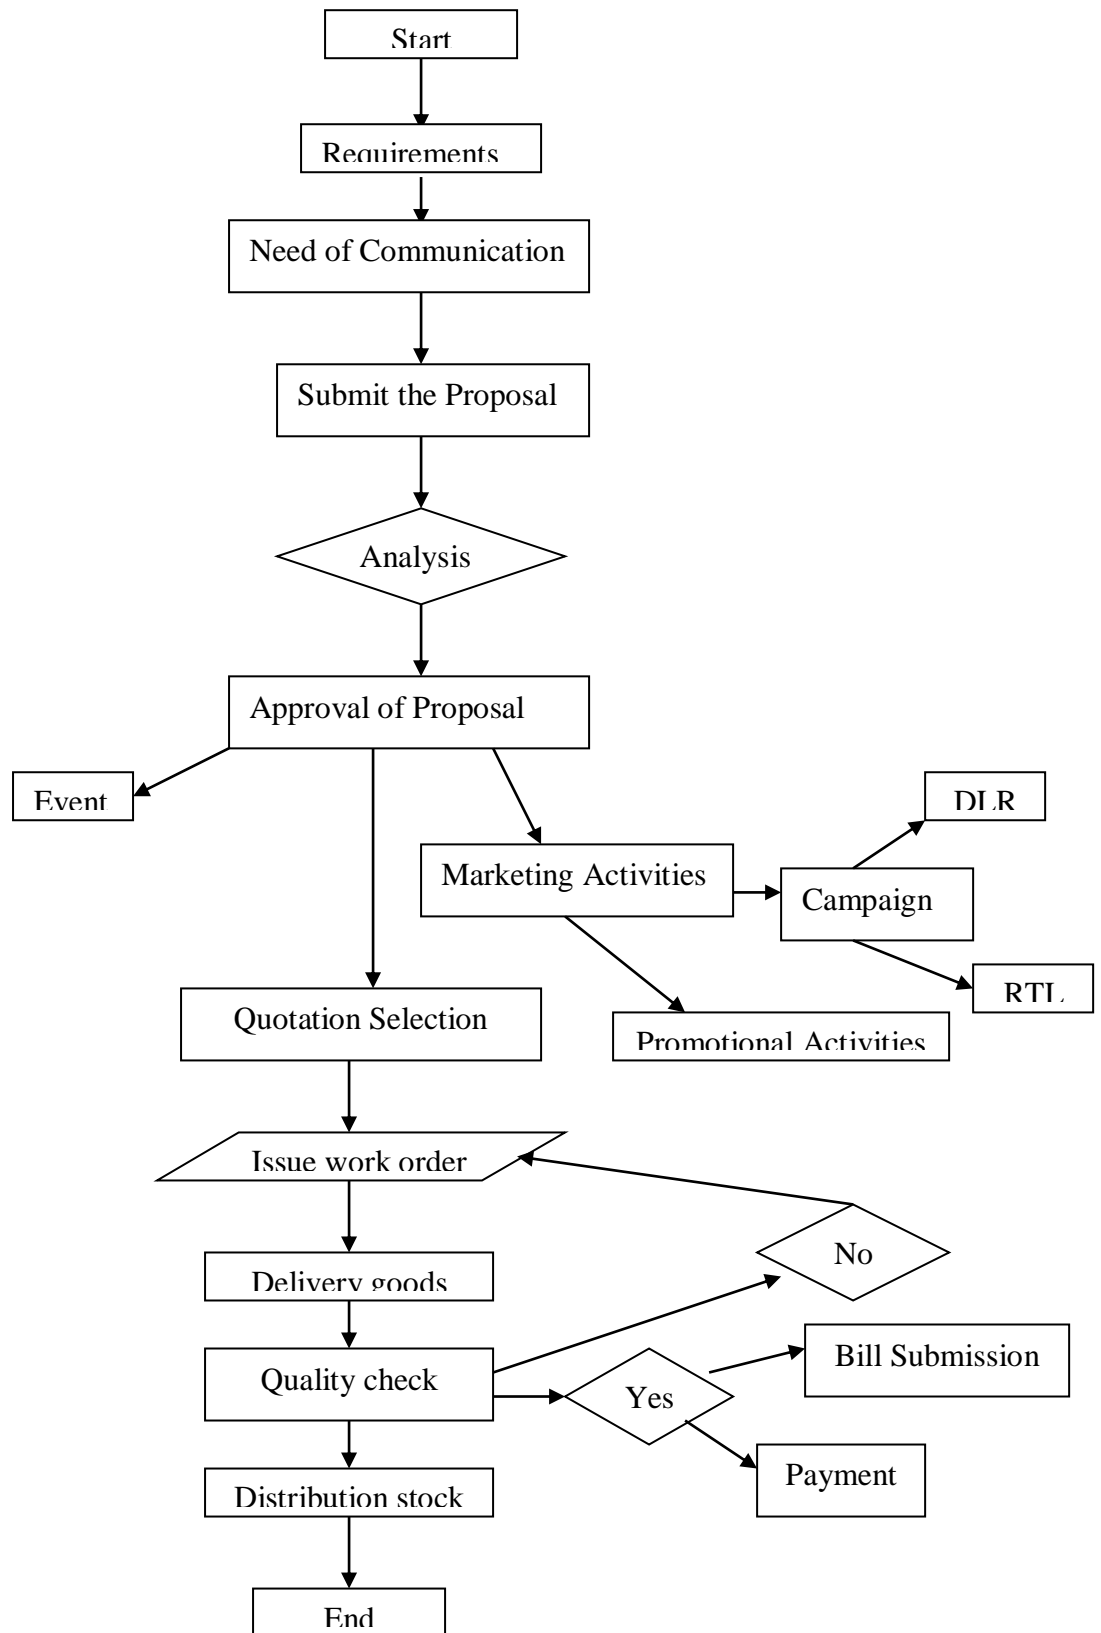 Start
Requirements
Need of Communication
Submit the Proposal
Analysis
Approval of Proposal
Event
DLR
Marketing Activities
Campaign
Quotation Selection
Promotional Activities
Issue work order
No
Delivery goods
Bill Submission
Quality check
Yes
Payment
Distribution stock
End